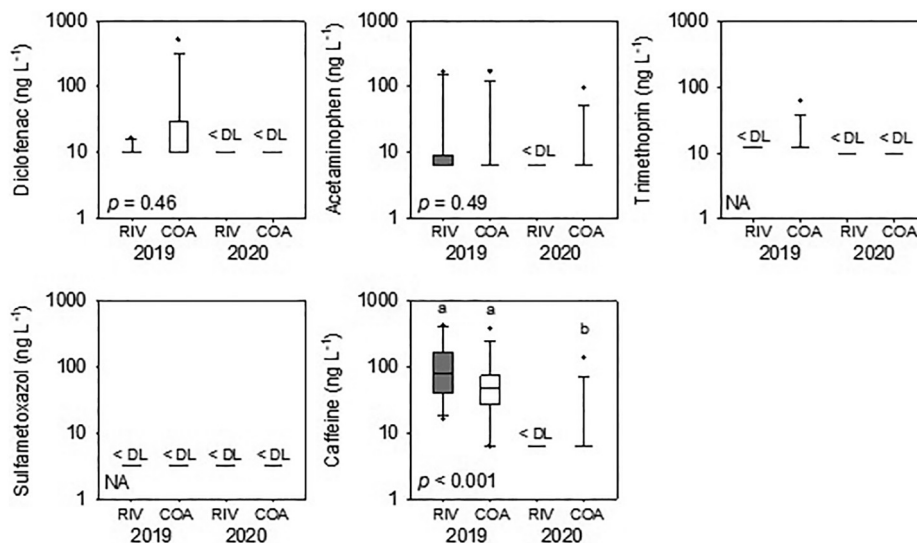 Diclofenac (ng L⁻¹)
1000
100
10
1
< DL < DL
p = 0.46
RIV COA RIV COA
2019 2020
Acetaminophen (ng L⁻¹)
1000
100
10
1
< DL
p = 0.49
RIV COA RIV COA
2019 2020
Trimethoprin (ng L⁻¹)
1000
100
10
1
< DL < DL < DL
NA
RIV COA RIV COA
2019 2020
Sulfametoxazol (ng L⁻¹)
1000
100
10
1
< DL < DL < DL < DL
NA
RIV COA RIV COA
2019 2020
Caffeine (ng L⁻¹)
1000
100
10
1
a a b
< DL
p < 0.001
RIV COA RIV COA
2019 2020